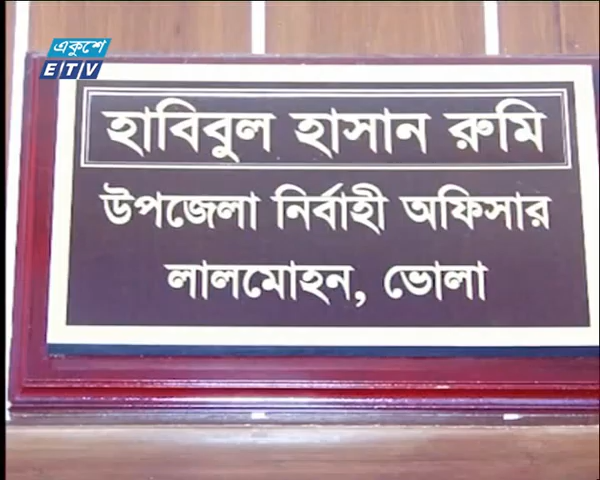 একুশে
ETV
হাবিবুল হাসান রুমি
উপজেলা নির্বাহী অফিসার
লালমোহন, ভোলা